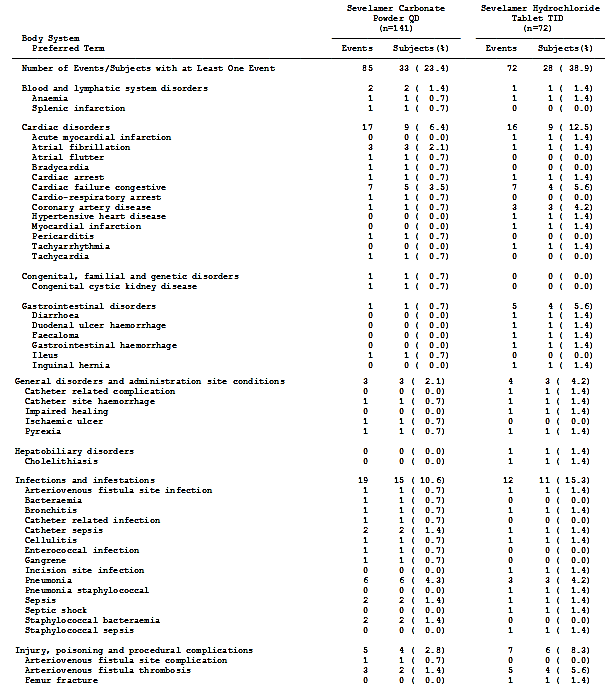 Sevelamer Carbonate Sevelamer Hydrochloride
Powder QD Tablet TID
(n=141) (n=72)
Body System
Preferred Term Events Subjects(%) Events Subjects(%)
Number of Events/Subjects with at Least One Event 85 33 ( 23.4) 72 28 ( 38.9)
Blood and lymphatic system disorders 2 2 ( 1.4) 1 1 ( 1.4)
Anaemia 1 1 ( 0.7) 1 1 ( 1.4)
Splenic infarction 1 1 ( 0.7) 0 0 ( 0.0)
Cardiac disorders 17 9 ( 6.4) 16 9 ( 12.5)
Acute myocardial infarction 0 0 ( 0.0) 1 1 ( 1.4)
Atrial fibrillation 3 3 ( 2.1) 1 1 ( 1.4)
Atrial flutter 1 1 ( 0.7) 0 0 ( 0.0)
Bradycardia 1 1 ( 0.7) 0 0 ( 0.0)
Cardiac arrest 1 1 ( 0.7) 1 1 ( 1.4)
Cardiac failure congestive 7 5 ( 3.5) 7 4 ( 5.6)
Cardio-respiratory arrest 1 1 ( 0.7) 0 0 ( 0.0)
Coronary artery disease 0 0 ( 0.0) 3 3 ( 4.2)
Hypertensive heart disease 0 0 ( 0.0) 1 1 ( 1.4)
Myocardial infarction 0 0 ( 0.0) 1 1 ( 1.4)
Pericarditis 1 1 ( 0.7) 0 0 ( 0.0)
Tachyarrhythmia 0 0 ( 0.0) 1 1 ( 1.4)
Tachycardia 1 1 ( 0.7) 0 0 ( 0.0)
Congenital, familial and genetic disorders 1 1 ( 0.7) 0 0 ( 0.0)
Congenital cystic kidney disease 1 1 ( 0.7) 0 0 ( 0.0)
Gastrointestinal disorders 1 1 ( 0.7) 5 4 ( 5.6)
Diarrhoea 0 0 ( 0.0) 1 1 ( 1.4)
Duodenal ulcer haemorrhage 0 0 ( 0.0) 1 1 ( 1.4)
Faecaloma 0 0 ( 0.0) 1 1 ( 1.4)
Gastrointestinal haemorrhage 0 0 ( 0.0) 1 1 ( 1.4)
Ileus 1 1 ( 0.7) 0 0 ( 0.0)
Inguinal hernia 0 0 ( 0.0) 1 1 ( 1.4)
General disorders and administration site conditions 3 3 ( 2.1) 4 3 ( 4.2)
Catheter related complication 0 0 ( 0.0) 1 1 ( 1.4)
Catheter site haemorrhage 1 1 ( 0.7) 1 1 ( 1.4)
Impaired healing 0 0 ( 0.0) 1 1 ( 1.4)
Ischaemic ulcer 1 1 ( 0.7) 0 0 ( 0.0)
Pyrexia 1 1 ( 0.7) 1 1 ( 1.4)
Hepatobiliary disorders 0 0 ( 0.0) 1 1 ( 1.4)
Cholelithiasis 0 0 ( 0.0) 1 1 ( 1.4)
Infections and infestations 19 15 ( 10.6) 12 11 ( 15.3)
Arteriovenous fistula site infection 1 1 ( 0.7) 1 1 ( 1.4)
Bacteraemia 1 1 ( 0.7) 0 0 ( 0.0)
Bronchitis 1 1 ( 0.7) 1 1 ( 1.4)
Catheter related infection 1 1 ( 0.7) 0 0 ( 0.0)
Catheter sepsis 2 2 ( 1.4) 1 1 ( 1.4)
Cellulitis 1 1 ( 0.7) 1 1 ( 1.4)
Enterococcal infection 1 1 ( 0.7) 0 0 ( 0.0)
Gangrene 1 1 ( 0.7) 0 0 ( 0.0)
Incision site infection 0 0 ( 0.0) 1 1 ( 1.4)
Pneumonia 6 6 ( 4.3) 3 3 ( 4.2)
Pneumonia staphylococcal 0 0 ( 0.0) 1 1 ( 1.4)
Sepsis 2 2 ( 1.4) 1 1 ( 1.4)
Septic shock 0 0 ( 0.0) 1 1 ( 1.4)
Staphylococcal bacteraemia 2 2 ( 1.4) 0 0 ( 0.0)
Staphylococcal sepsis 0 0 ( 0.0) 1 1 ( 1.4)
Injury, poisoning and procedural complications 5 4 ( 2.8) 7 6 ( 8.3)
Arteriovenous fistula site complication 1 1 ( 0.7) 0 0 ( 0.0)
Arteriovenous fistula thrombosis 3 2 ( 1.4) 5 4 ( 5.6)
Femur fracture 0 0 ( 0.0) 1 1 ( 1.4)